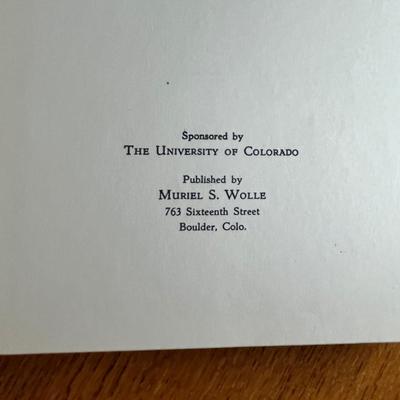 Sponsored by
THE UNIVERSITY OF COLORADO
Published by
MURIEL S. WOLLE
763 Sixteenth Street
Boulder, Colo.